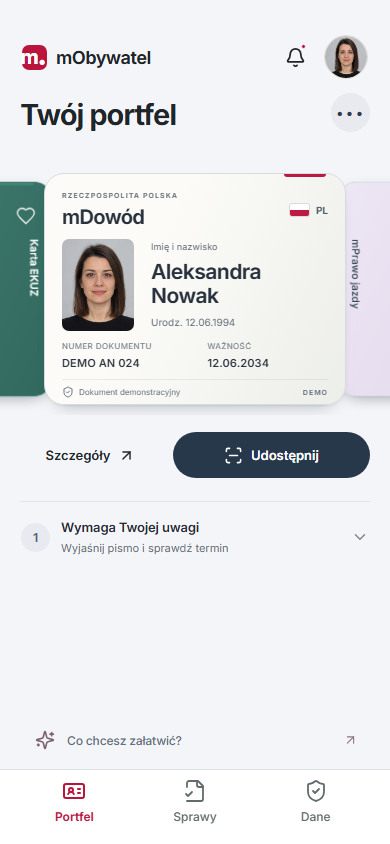 m. mObywatel
Twój portfel
RZECZPOSPOLITA POLSKA
mDowód
PL
Imię i nazwisko
Aleksandra
Nowak
Urodz. 12.06.1994
NUMER DOKUMENTU
WAŻNOŚĆ
DEMO AN 024
12.06.2034
Dokument demonstracyjny
DEMO
Karta EKUZ
mPrawo jazdy
Szczegóły
Udostępnij
1
Wymaga Twojej uwagi
Wyjaśnij pismo i sprawdź termin
Co chcesz załatwić?
Portfel
Sprawy
Dane